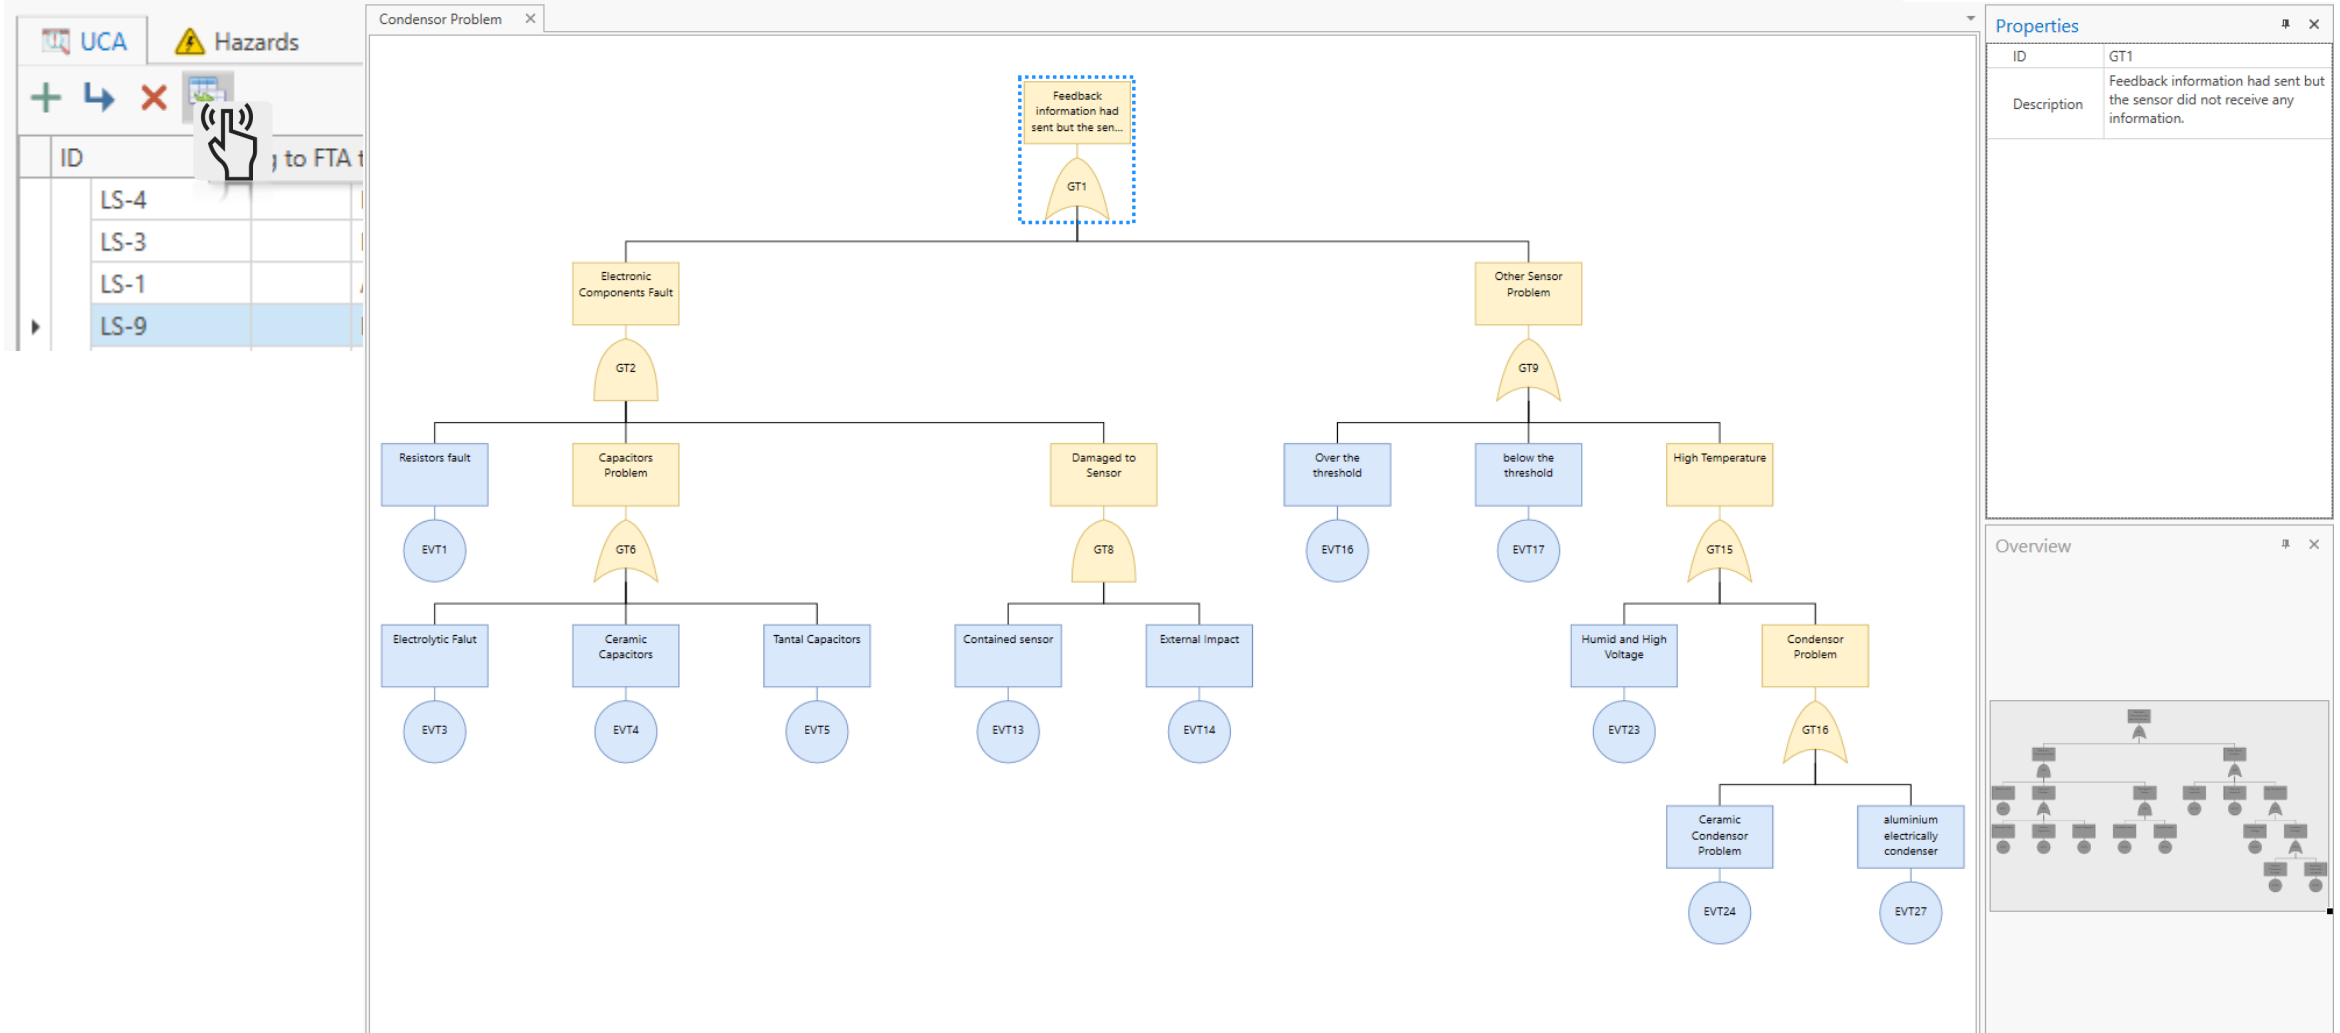 UCA
Hazards
ID
to FTA
LS-4
LS-3
LS-1
LS-9
Condensor Problem
Feedback
information had
sent but the sen...
GT1
Electronic
Components Fault
GT2
Other Sensor
Problem
GT9
Resistors fault
EVT1
Capacitors
Problem
GT6
Damaged to
Sensor
GT8
Over the
threshold
EVT16
below the
threshold
EVT17
High Temperature
GT15
Electrolytic Falut
EVT3
Ceramic
Capacitors
EVT4
Tantal Capacitors
EVT5
Contained sensor
EVT13
External Impact
EVT14
Humid and High
Voltage
EVT23
Condensor
Problem
GT16
Ceramic
Condensor
Problem
EVT24
aluminium
electrically
condenser
EVT27
Properties
ID
GT1
Description
Feedback information had sent but
the sensor did not receive any
information.
Overview